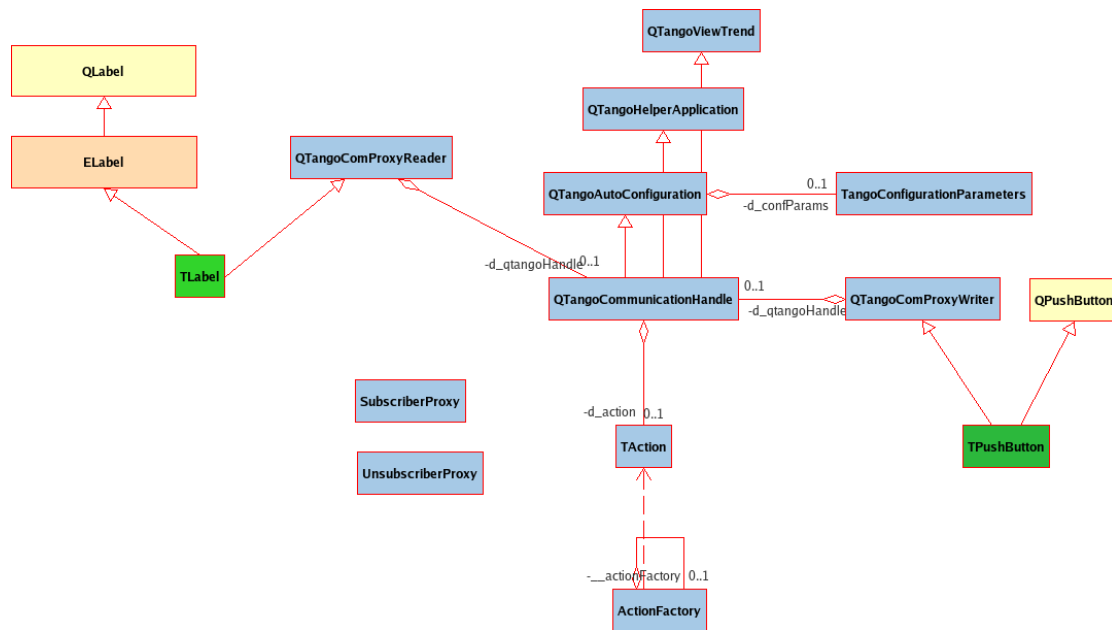 QTangoViewTrend
QLabel
QTangoHelperApplication
ELabel
QTangoComProxyReader
QTangoAutoConfiguration
0..1
TangoConfigurationParameters
-d_confParams
TLabel
-d_qtangoHandle
0..1
QTangoCommunicationHandle
0..1
-d_qtangoHandle
QTangoComProxyWriter
QPushButton
SubscriberProxy
-d_action
0..1
TAction
TPushButton
UnsubscriberProxy
-__actionFactory
0..1
ActionFactory